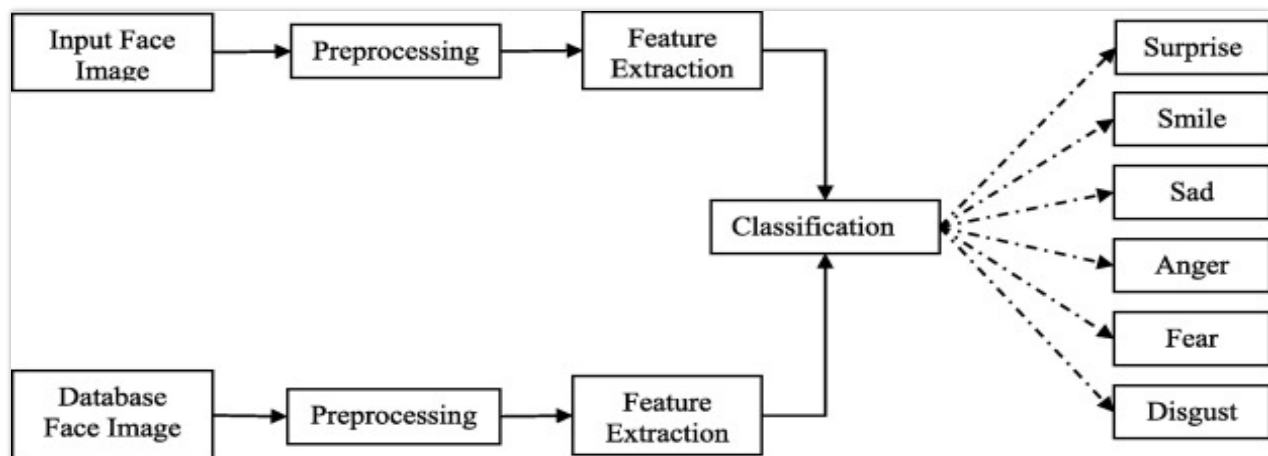 Input Face
Image
Preprocessing
Feature
Extraction
Surprise
Smile
Sad
Classification
Anger
Fear
Disgust
Database
Face Image
Preprocessing
Feature
Extraction